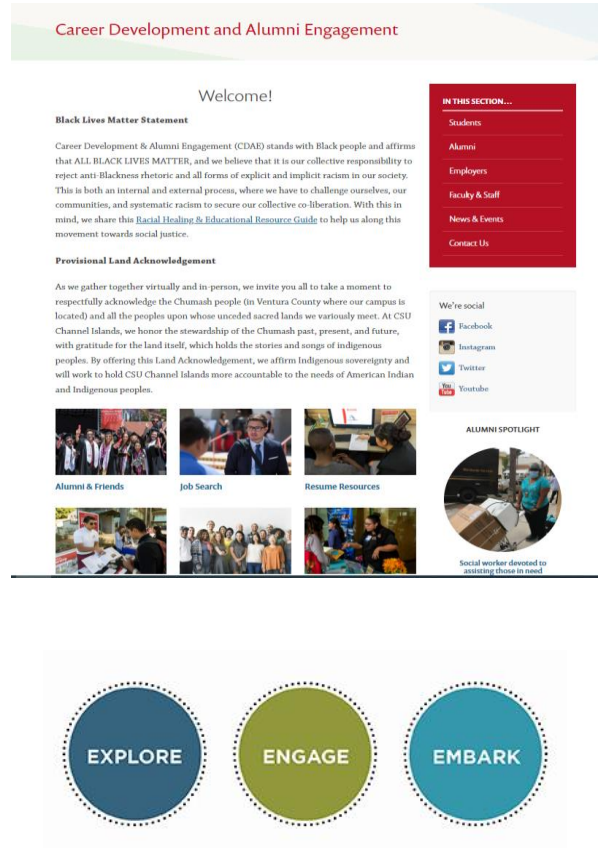 Career Development and Alumni Engagement
Welcome!
Black Lives Matter Statement
Career Development & Alumni Engagement (CDAE) stands with Black people and affirms
that ALL BLACK LIVES MATTER, and we believe that it is our collective responsibility to
reject anti-Blackness rhetoric and all forms of explicit and implicit racism in our society.
This is both an internal and external process, where we have to challenge ourselves, our
communities, and systematic racism to secure our collective co-liberation. With this in
mind, we share this Racial Healing & Educational Resource Guide to help us along this
movement towards social justice.
Provisional Land Acknowledgement
As we gather together virtually and in-person, we invite you all to take a moment to
respectfully acknowledge the Chumash people (in Ventura County where our campus is
located) and all the peoples upon whose unceded sacred lands we variously meet. At CSU
Channel Islands, we honor the stewardship of the Chumash past, present, and future,
with gratitude for the land itself, which holds the stories and songs of indigenous
peoples. By offering this Land Acknowledgement, we affirm Indigenous sovereignty and
will work to hold CSU Channel Islands more accountable to the needs of American Indian
and Indigenous peoples.
Alumni & Friends
Job Search
Resume Resources
IN THIS SECTION...
Students
Alumni
Employers
Faculty & Staff
News & Events
Contact Us
We're social
Facebook
Instagram
Twitter
You Tube
Youtube
ALUMNI SPOTLIGHT
Social worker devoted to
assisting those in need
EXPLORE
ENGAGE
EMBARK